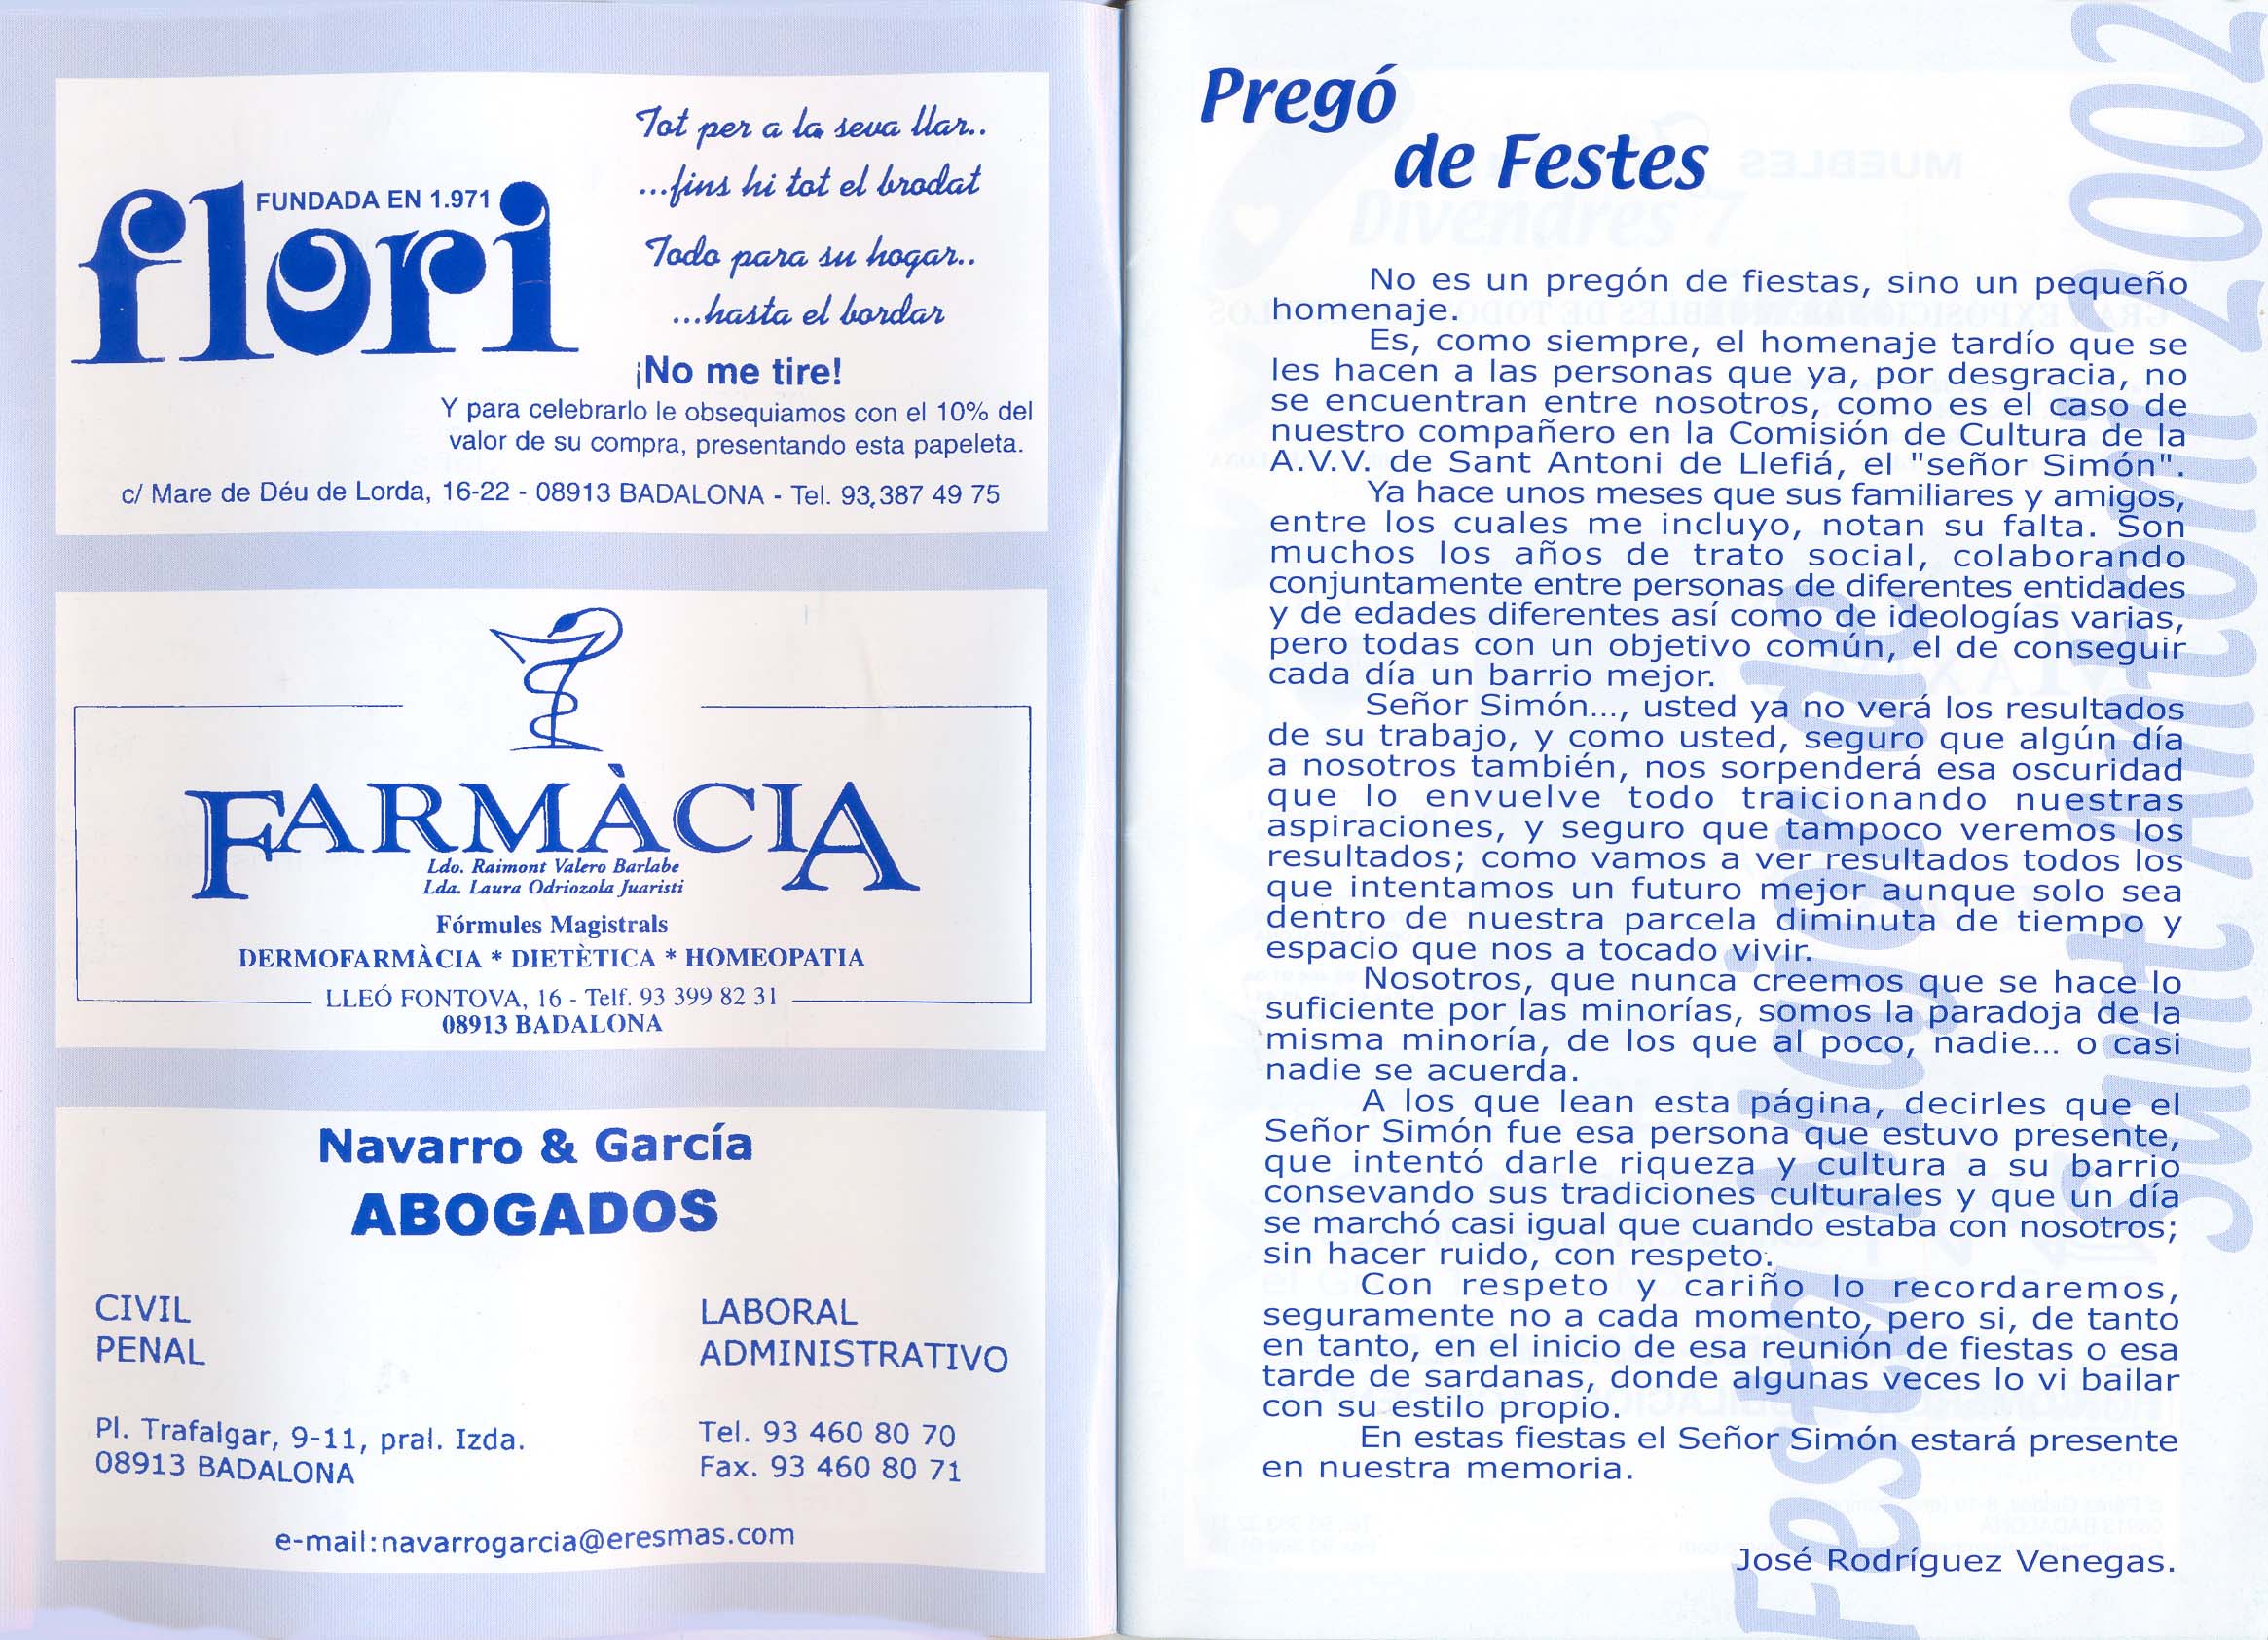 flori
FUNDADA EN 1.971
Tot per a la seva llar..
...fins hi tot el brodat
Todo para su hogar..
...hasta el bordar
¡No me tire!
Y para celebrarlo le obsequiamos con el 10% del
valor de su compra, presentando esta papeleta.
c/ Mare de Déu de Lorda, 16-22 - 08913 BADALONA - Tel. 93,387 49 75
FARMÀCIA
Ldo. Raimont Valero Barlabe
Lda. Laura Odriozola Juaristi
Fórmules Magistrals
DERMOFARMÀCIA * DIETÈTICA * HOMEOPATIA
LLEÓ FONTOVA, 16 - Telf. 93 399 82 31
08913 BADALONA
Navarro & García
ABOGADOS
CIVIL
PENAL
LABORAL
ADMINISTRATIVO
Pl. Trafalgar, 9-11, pral. Izda.
08913 BADALONA
Tel. 93 460 80 70
Fax. 93 460 80 71
e-mail:navarrogarcia@eresmas.com
Pregó
de Festes
No es un pregón de fiestas, sino un pequeño
homenaje.
Es, como siempre, el homenaje tardío que se
les hacen a las personas que ya, por desgracia, no
se encuentran entre nosotros, como es el caso de
nuestro compañero en la Comisión de Cultura de la
A.V.V. de Sant Antoni de Llefiá, el "señor Simón".
Ya hace unos meses que sus familiares y amigos,
entre los cuales me incluyo, notan su falta. Son
muchos los años de trato social, colaborando
conjuntamente entre personas de diferentes entidades
y de edades diferentes así como de ideologías varias,
pero todas con un objetivo común, el de conseguir
cada día un barrio mejor.
Señor Simón..., usted ya no verá los resultados
de su trabajo, y como usted, seguro que algún día
a nosotros también, nos sorpenderá esa oscuridad
que lo envuelve todo traicionando nuestras
aspiraciones, y seguro que tampoco veremos los
resultados; como vamos a ver resultados todos los
que intentamos un futuro mejor aunque solo sea
dentro de nuestra parcela diminuta de tiempo y
espacio que nos a tocado vivir.
Nosotros, que nunca creemos que se hace lo
suficiente por las minorías, somos la paradoja de la
misma minoría, de los que al poco, nadie... o casi
nadie se acuerda.
A los que lean esta página, decirles que el
Señor Simón fue esa persona que estuvo presente,
que intentó darle riqueza y cultura a su barrio
consevando sus tradiciones culturales y que un día
se marchó casi igual que cuando estaba con nosotros;
sin hacer ruido, con respeto.
Con respeto y cariño lo recordaremos,
seguramente no a cada momento, pero si, de tanto
en tanto, en el inicio de esa reunión de fiestas o esa
tarde de sardanas, donde algunas veces lo vi bailar
con su estilo propio.
En estas fiestas el Señor Simón estará presente
en nuestra memoria.
José Rodríguez Venegas.
Festa Major de
Sant Antoni 2002